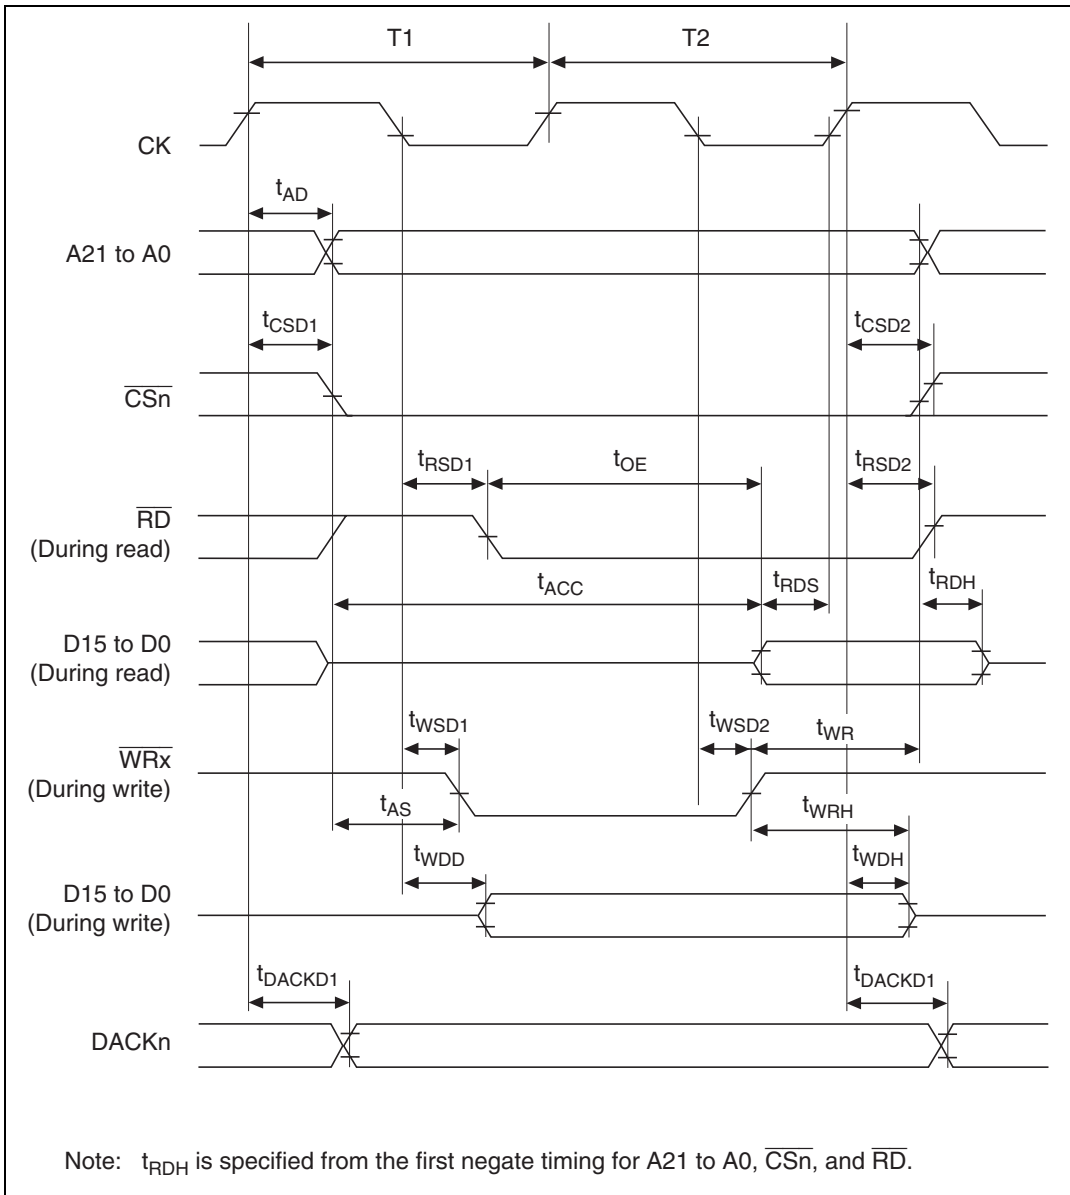 T1 T2
CK
tAD
A21 to A0
tCSD1 tCSD2
CSn
tRSD1 tOE tRSD2
RD
(During read)
tACC tRDS tRDH
D15 to D0
(During read)
tWSD1 tWSD2 tWR
WRx
(During write)
tAS tWRH
tWDD tWDH
D15 to D0
(During write)
tDACKD1 tDACKD1
DACKn
Note: tRDH is specified from the first negate timing for A21 to A0, CSn, and RD.